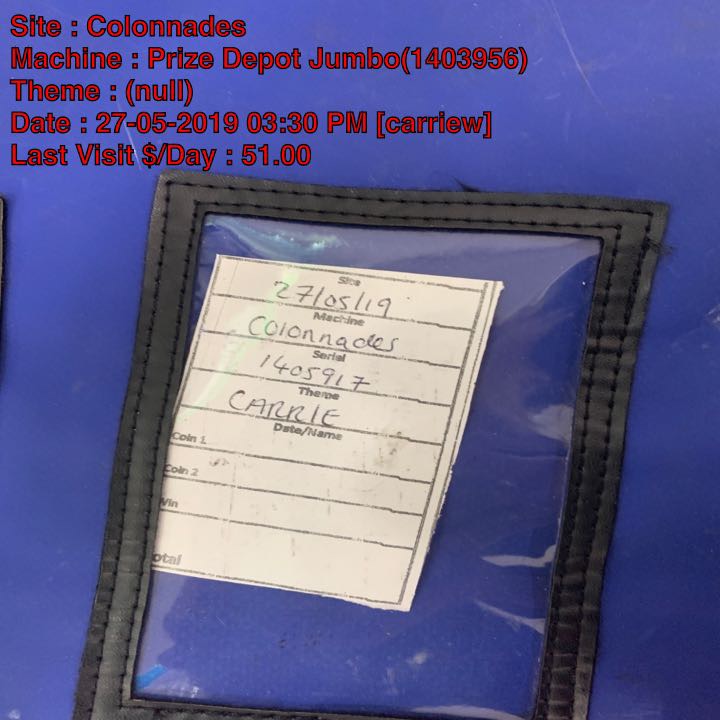 Site : Colonnades
Machine : Prize Depot Jumbo(1403956)
Theme : (null)
Date : 27-05-2019 03:30 PM [carriew]
Last Visit $/Day : 51.00
Site
27/05/19
Machine
Colonnades
Serial
1405917
Theme
CARRIE
Date/Name
Coin 1
Coin 2
Win
otal